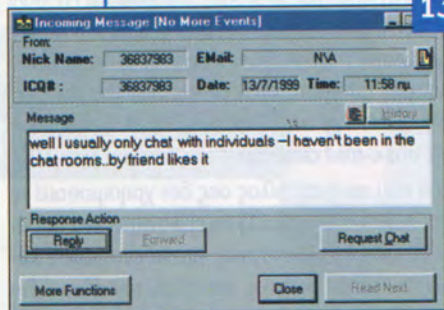 13
Incoming Message [No More Events]
From:
Nick Name: 36837983 EMail: N\A
ICQ#: 36837983 Date: 13/7/1999 Time: 11:58 πμ
Message History
well I usually only chat with individuals –I haven't been in the
chat rooms..by friend likes it
Response Action
Reply Forward Request Chat
More Functions Close Read Next